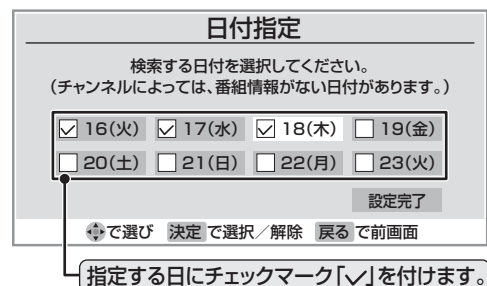 日付指定
検索する日付を選択してください。
（チャンネルによっては、番組情報がない日付があります。）
16(火) 17(水) 18(木) 19(金)
20(土) 21(日) 22(月) 23(火)
設定完了
で選び 決定 で選択／解除 戻る で前画面
指定する日にチェックマーク「✓」を付けます。